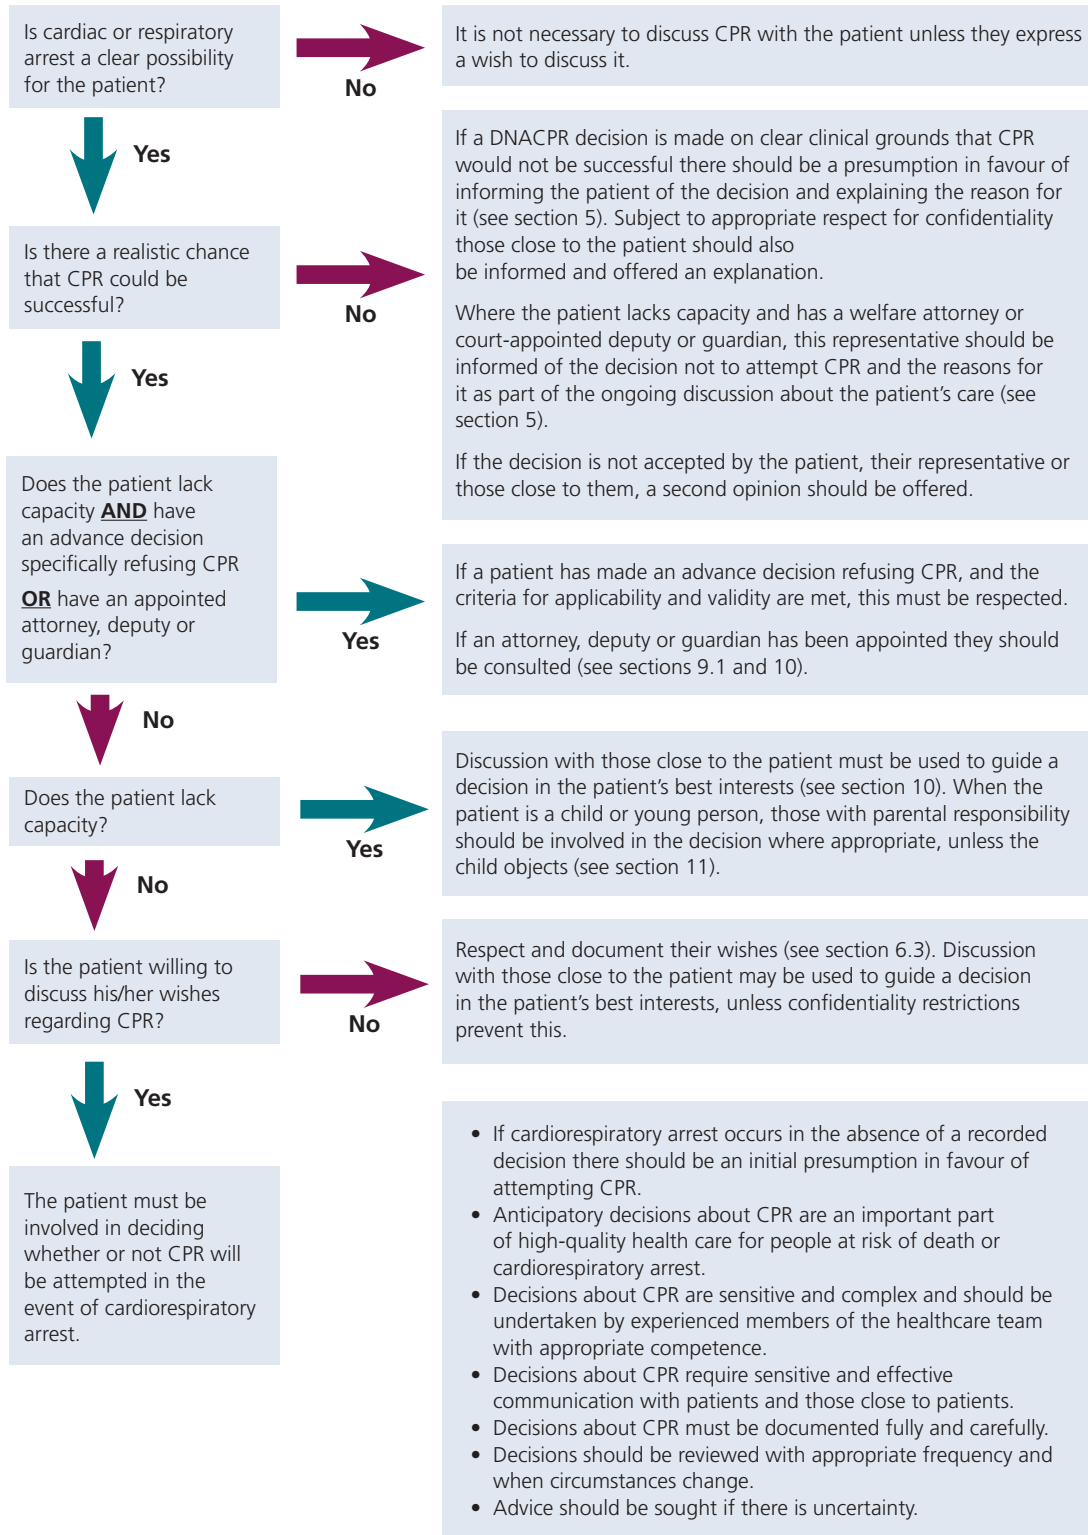 Is cardiac or respiratory
arrest a clear possibility
for the patient?
No
It is not necessary to discuss CPR with the patient unless they express
a wish to discuss it.
Yes
Is there a realistic chance
that CPR could be
successful?
No
If a DNACPR decision is made on clear clinical grounds that CPR
would not be successful there should be a presumption in favour of
informing the patient of the decision and explaining the reason for
it (see section 5). Subject to appropriate respect for confidentiality
those close to the patient should also
be informed and offered an explanation.
Where the patient lacks capacity and has a welfare attorney or
court-appointed deputy or guardian, this representative should be
informed of the decision not to attempt CPR and the reasons for
it as part of the ongoing discussion about the patient’s care (see
section 5).
If the decision is not accepted by the patient, their representative or
those close to them, a second opinion should be offered.
Yes
Does the patient lack
capacity AND have
an advance decision
specifically refusing CPR
OR have an appointed
attorney, deputy or
guardian?
Yes
If a patient has made an advance decision refusing CPR, and the
criteria for applicability and validity are met, this must be respected.
If an attorney, deputy or guardian has been appointed they should
be consulted (see sections 9.1 and 10).
No
Does the patient lack
capacity?
Yes
Discussion with those close to the patient must be used to guide a
decision in the patient’s best interests (see section 10). When the
patient is a child or young person, those with parental responsibility
should be involved in the decision where appropriate, unless the
child objects (see section 11).
No
Is the patient willing to
discuss his/her wishes
regarding CPR?
No
Respect and document their wishes (see section 6.3). Discussion
with those close to the patient may be used to guide a decision
in the patient’s best interests, unless confidentiality restrictions
prevent this.
Yes
The patient must be
involved in deciding
whether or not CPR will
be attempted in the
event of cardiorespiratory
arrest.
• If cardiorespiratory arrest occurs in the absence of a recorded
decision there should be an initial presumption in favour of
attempting CPR.
• Anticipatory decisions about CPR are an important part
of high-quality health care for people at risk of death or
cardiorespiratory arrest.
• Decisions about CPR are sensitive and complex and should be
undertaken by experienced members of the healthcare team
with appropriate competence.
• Decisions about CPR require sensitive and effective
communication with patients and those close to patients.
• Decisions about CPR must be documented fully and carefully.
• Decisions should be reviewed with appropriate frequency and
when circumstances change.
• Advice should be sought if there is uncertainty.